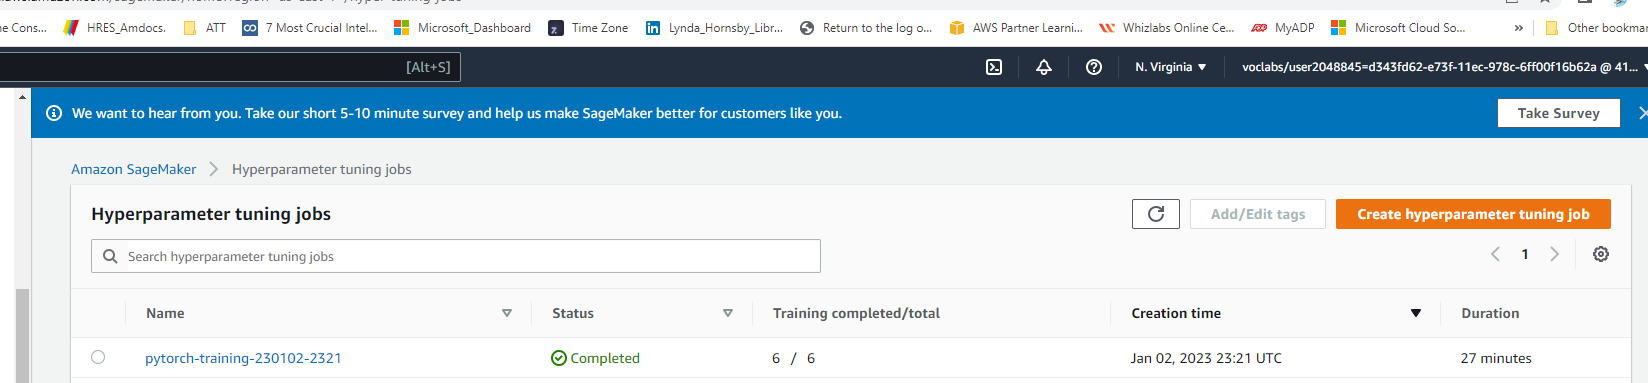 ne Cons...
HRES_Amdocs.
ATT
7 Most Crucial Intel...
Microsoft_Dashboard
Time Zone
Lynda_Hornsby_Libr...
Return to the log o...
AWS Partner Learni...
Whizlabs Online Ce...
MyADP
Microsoft Cloud So...
»
Other bookmar
[Alt+S]
N. Virginia
voclabs/user2048845=d343fd62-e73f-11ec-978c-6ff00f16b62a @ 41...
We want to hear from you. Take our short 5-10 minute survey and help us make SageMaker better for customers like you.
Take Survey
Amazon SageMaker
Hyperparameter tuning jobs
Hyperparameter tuning jobs
Add/Edit tags
Create hyperparameter tuning job
Search hyperparameter tuning jobs
1
Name
Status
Training completed/total
Creation time
Duration
pytorch-training-230102-2321
Completed
6 / 6
Jan 02, 2023 23:21 UTC
27 minutes